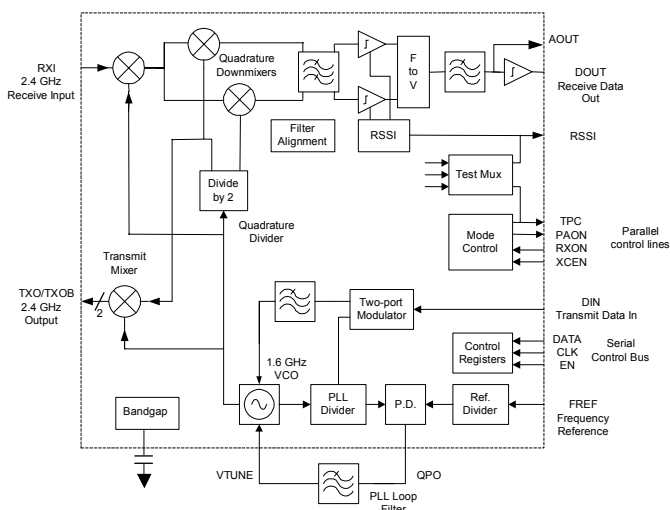 RXI
2.4 GHz
Receive Input
Quadrature
Downmixers
F
to
V
AOUT
DOUT
Receive Data
Out
Filter
Alignment
RSSI
RSSI
Test Mux
Divide
by 2
Quadrature
Divider
Mode
Control
TPC
PAON
RXON
XCEN
Parallel
control lines
Transmit
Mixer
TXO/TXOB
2.4 GHz
Output
2
Two-port
Modulator
DIN
Transmit Data In
Control
Registers
DATA
CLK
EN
Serial
Control Bus
1.6 GHz
VCO
PLL
Divider
P.D.
Ref.
Divider
FREF
Frequency
Reference
Bandgap
VTUNE
QPO
PLL Loop
Filter